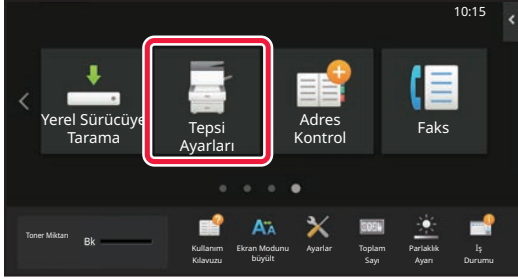 10:15
Yerel Sürücüye
Tarama
Tepsi
Ayarları
Adres
Kontrol
Faks
Toner Miktarı
Bk
Kullanım
Kılavuzu
Ekran Modunu
büyült
Ayarlar
Toplam
Sayı
Parlaklık
Ayarı
İş
Durumu